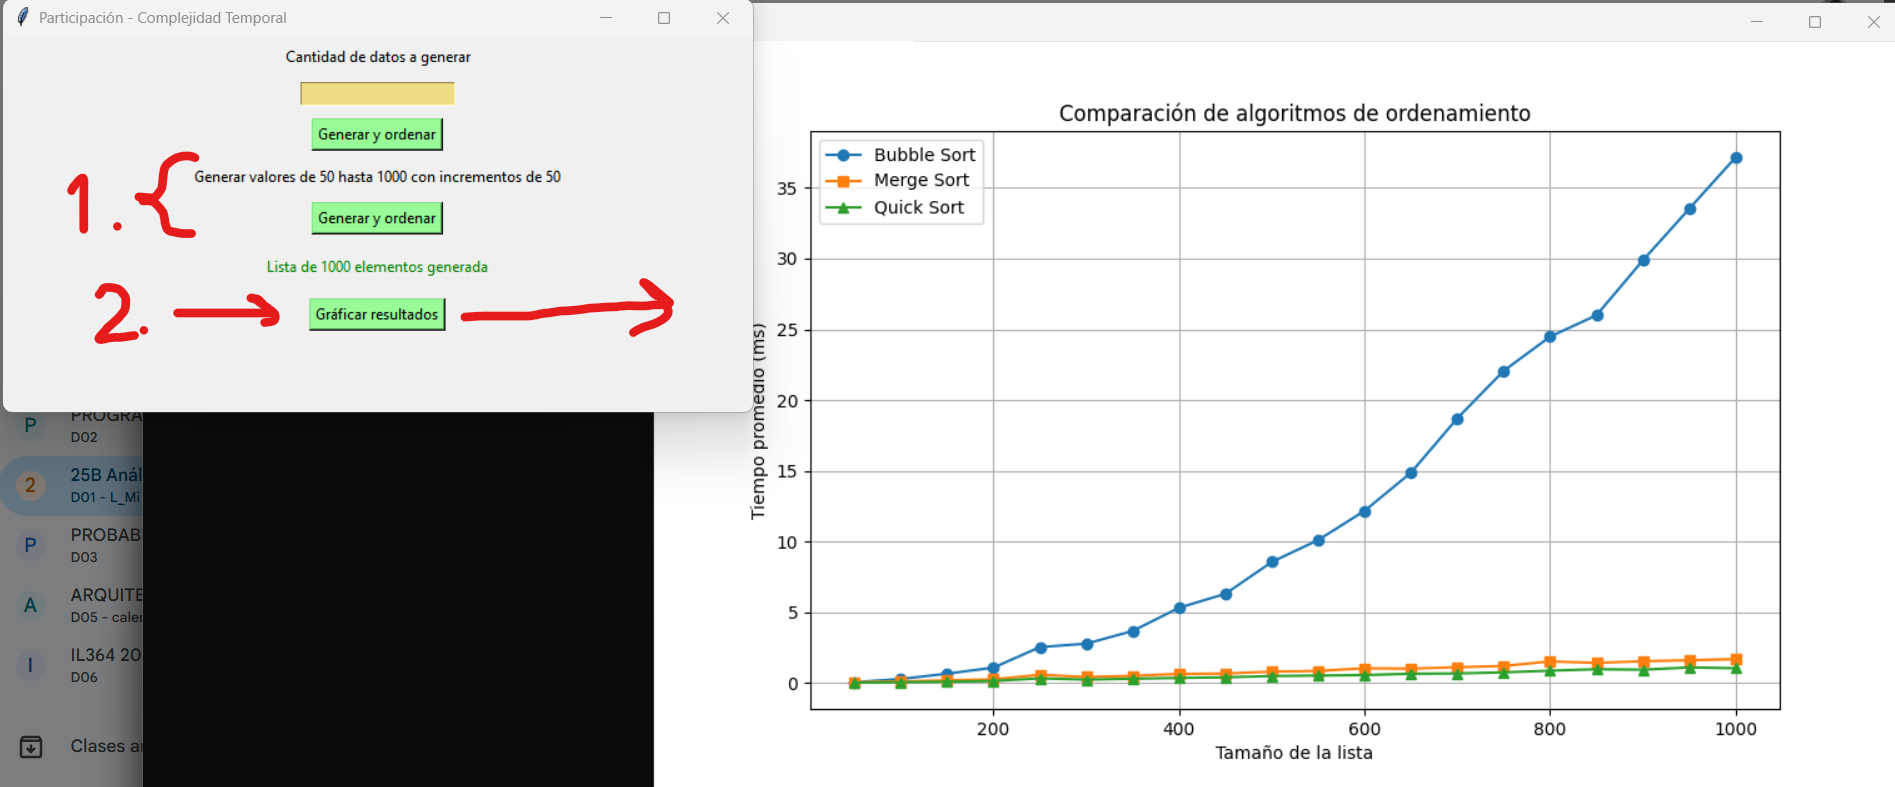 Participación - Complejidad Temporal
Cantidad de datos a generar
Generar y ordenar
1.
Generar valores de 50 hasta 1000 con incrementos de 50
Generar y ordenar
Lista de 1000 elementos generada
2.
Gráficar resultados
P
D02
2
25B Anál
D01 - L_Mi
P
PROBAB
D03
A
ARQUITE
D05 - caler
I
IL364 20
D06
Clases a
Comparación de algoritmos de ordenamiento
Bubble Sort
Merge Sort
Quick Sort
Tiempo promedio (ms)
35
30
25
20
15
10
5
0
200 400 600 800 1000
Tamaño de la lista